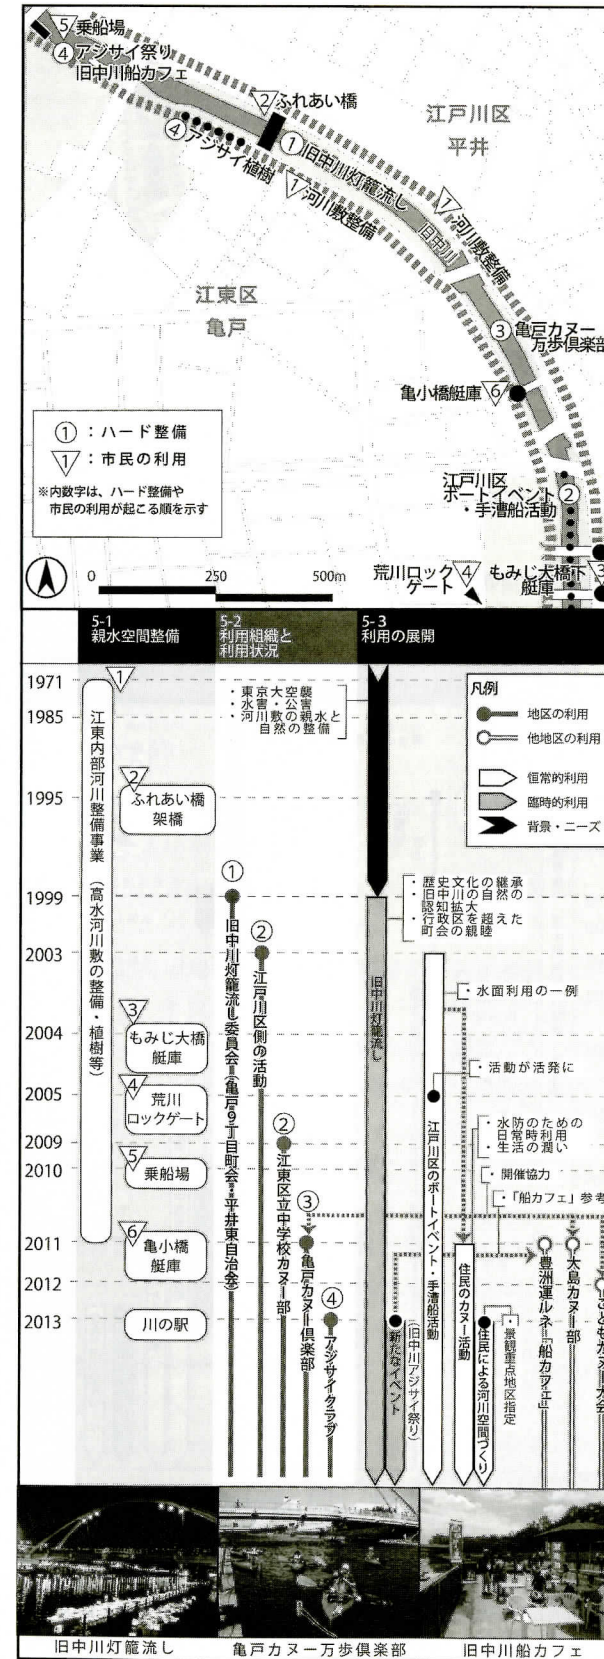 5 乗船場
④ アジサイ祭り
旧中川船カフェ
2 ふれあい橋
江戸川区
平井
④ アジサイ植樹
① 旧中川灯籠流し
1 河川敷整備
1 河川敷整備
旧中川
江東区
亀戸
③ 亀戸カヌー
万歩倶楽部
亀小橋艇庫 6
① : ハード整備
1 : 市民の利用
※内数字は、ハード整備や
市民の利用が起こる順を示す
江戸川区
ボートイベント ②
・手漕船活動
荒川ロック 4
ゲート
もみじ大橋下 3
艇庫
0 250 500m
5-1
親水空間整備
5-2
利用組織と
利用状況
5-3
利用の展開
1971
1985
1995
1999
2003
2004
2005
2009
2010
2011
2012
2013
江東内部河川整備事業 (高水河川敷の整備・植樹等)
1
2
ふれあい橋
架橋
3
もみじ大橋
艇庫
4
荒川
ロックゲート
5
乗船場
6
亀小橋
艇庫
川の駅
①
旧中川灯籠流し委員会(亀戸9丁目町会・平井東自治会)
②
江戸川区側の活動
②
江東区立中学校カヌー部
③
亀戸カヌー倶楽部
④
アジサイクラブ
・東京大空襲
・水害・公害
・河川敷の親水と
自然の整備
凡例
地区の利用
他地区の利用
恒常的利用
臨時的利用
背景・ニーズ
・歴史文化の継承
・旧中川の自然の
認知拡大
・行政区を超えた
町会の親睦
旧中川灯籠流し
・水面利用の一例
・活動が活発に
・水防のための
日常時利用
・生活の潤い
・開催協力
・「船カフェ」参考
江戸川区のボートイベント・手漕船活動
新たなイベント
(旧中川アジサイ祭り)
住民のカヌー活動
住民による河川空間づくり
・景観重点地区指定
豊洲運ルネ「船カフェ」
大島カヌー部
こどもカヌー大会
旧中川灯籠流し
亀戸カヌー万歩倶楽部
旧中川船カフェ